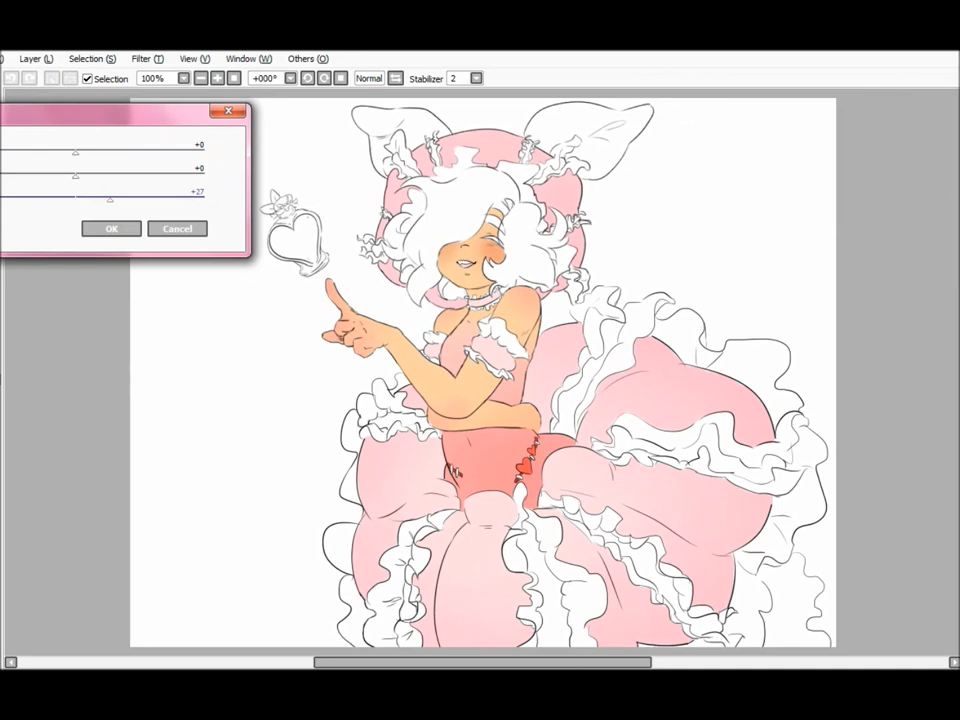 Layer (L) Selection (S) Filter (T) View (V) Window (W) Others (O)
Selection 100% +000° Normal Stabilizer 2
+0
+0
+27
OK Cancel